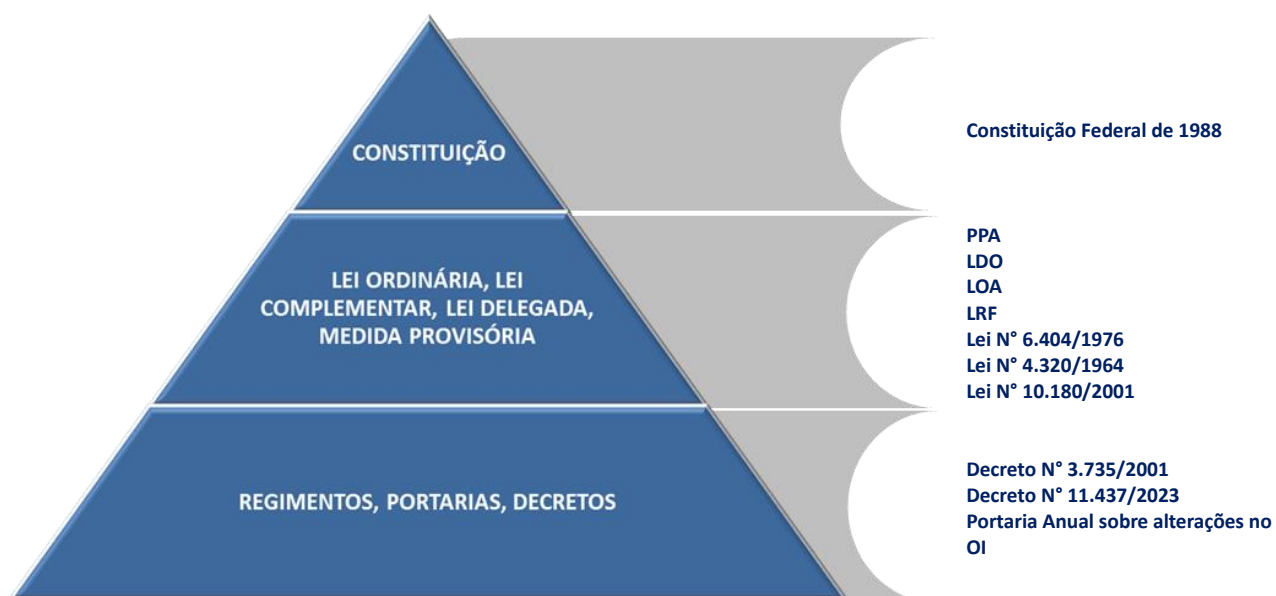 CONSTITUIÇÃO
Constituição Federal de 1988
LEI ORDINÁRIA, LEI
COMPLEMENTAR, LEI DELEGADA,
MEDIDA PROVISÓRIA
PPA
LDO
LOA
LRF
Lei N° 6.404/1976
Lei N° 4.320/1964
Lei N° 10.180/2001
REGIMENTOS, PORTARIAS, DECRETOS
Decreto N° 3.735/2001
Decreto N° 11.437/2023
Portaria Anual sobre alterações no
OI